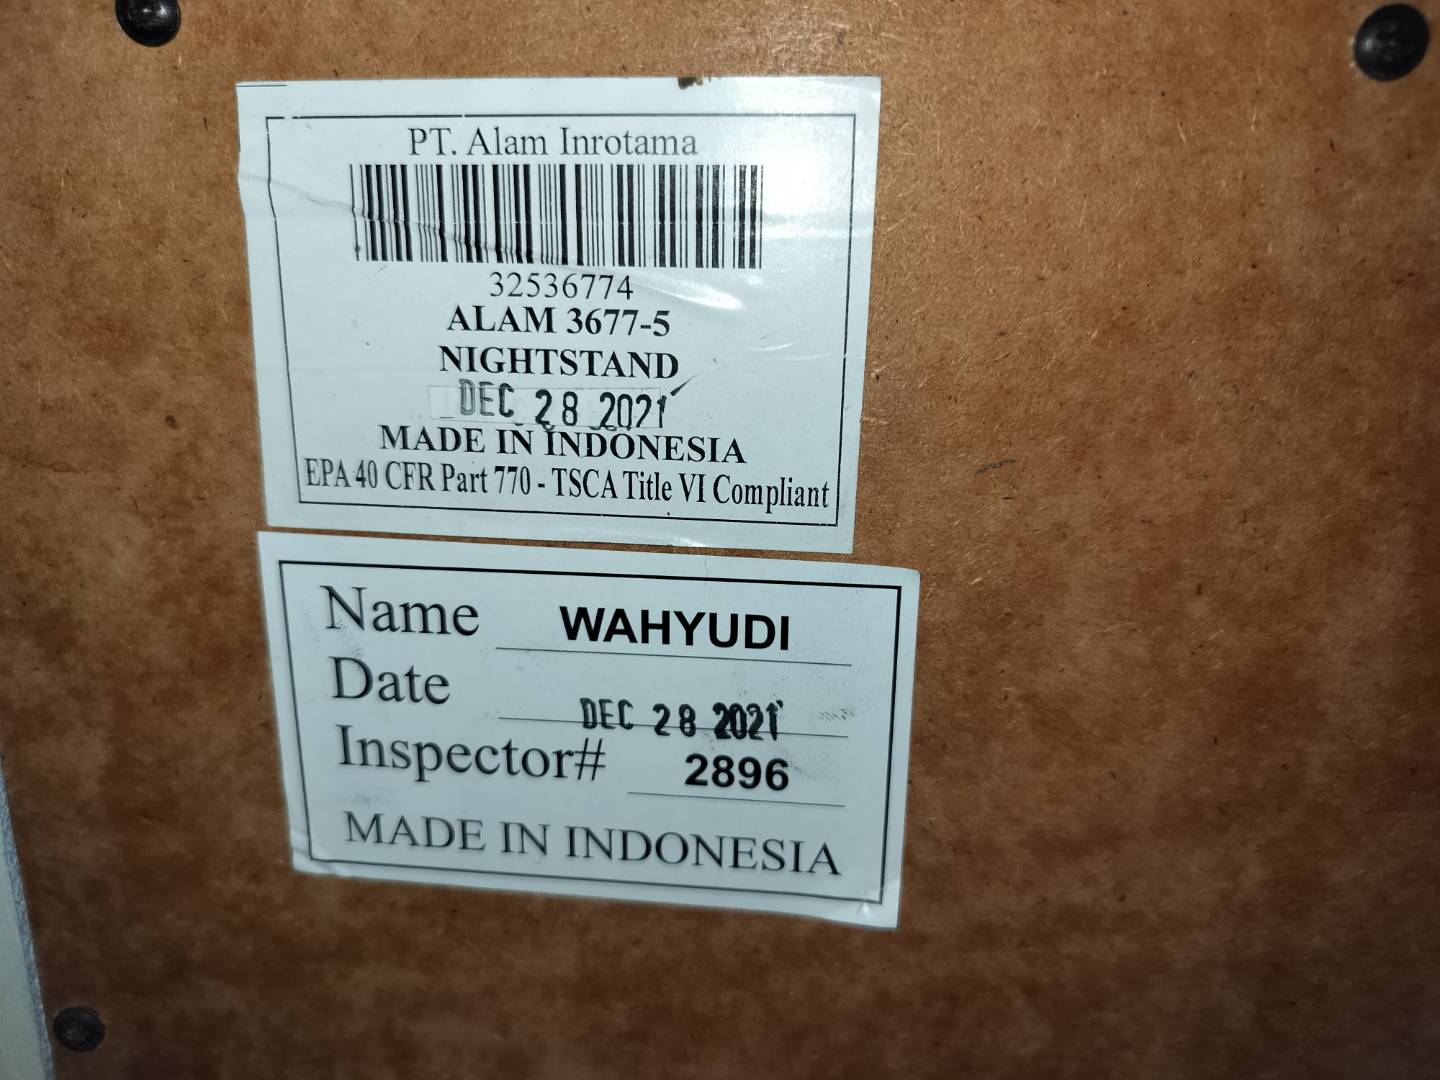 PT. Alam Inrotama
32536774
ALAM 3677-5
NIGHTSTAND
DEC 28 2021
MADE IN INDONESIA
EPA 40 CFR Part 770 - TSCA Title VI Compliant
Name WAHYUDI
Date DEC 28 2021
Inspector# 2896
MADE IN INDONESIA